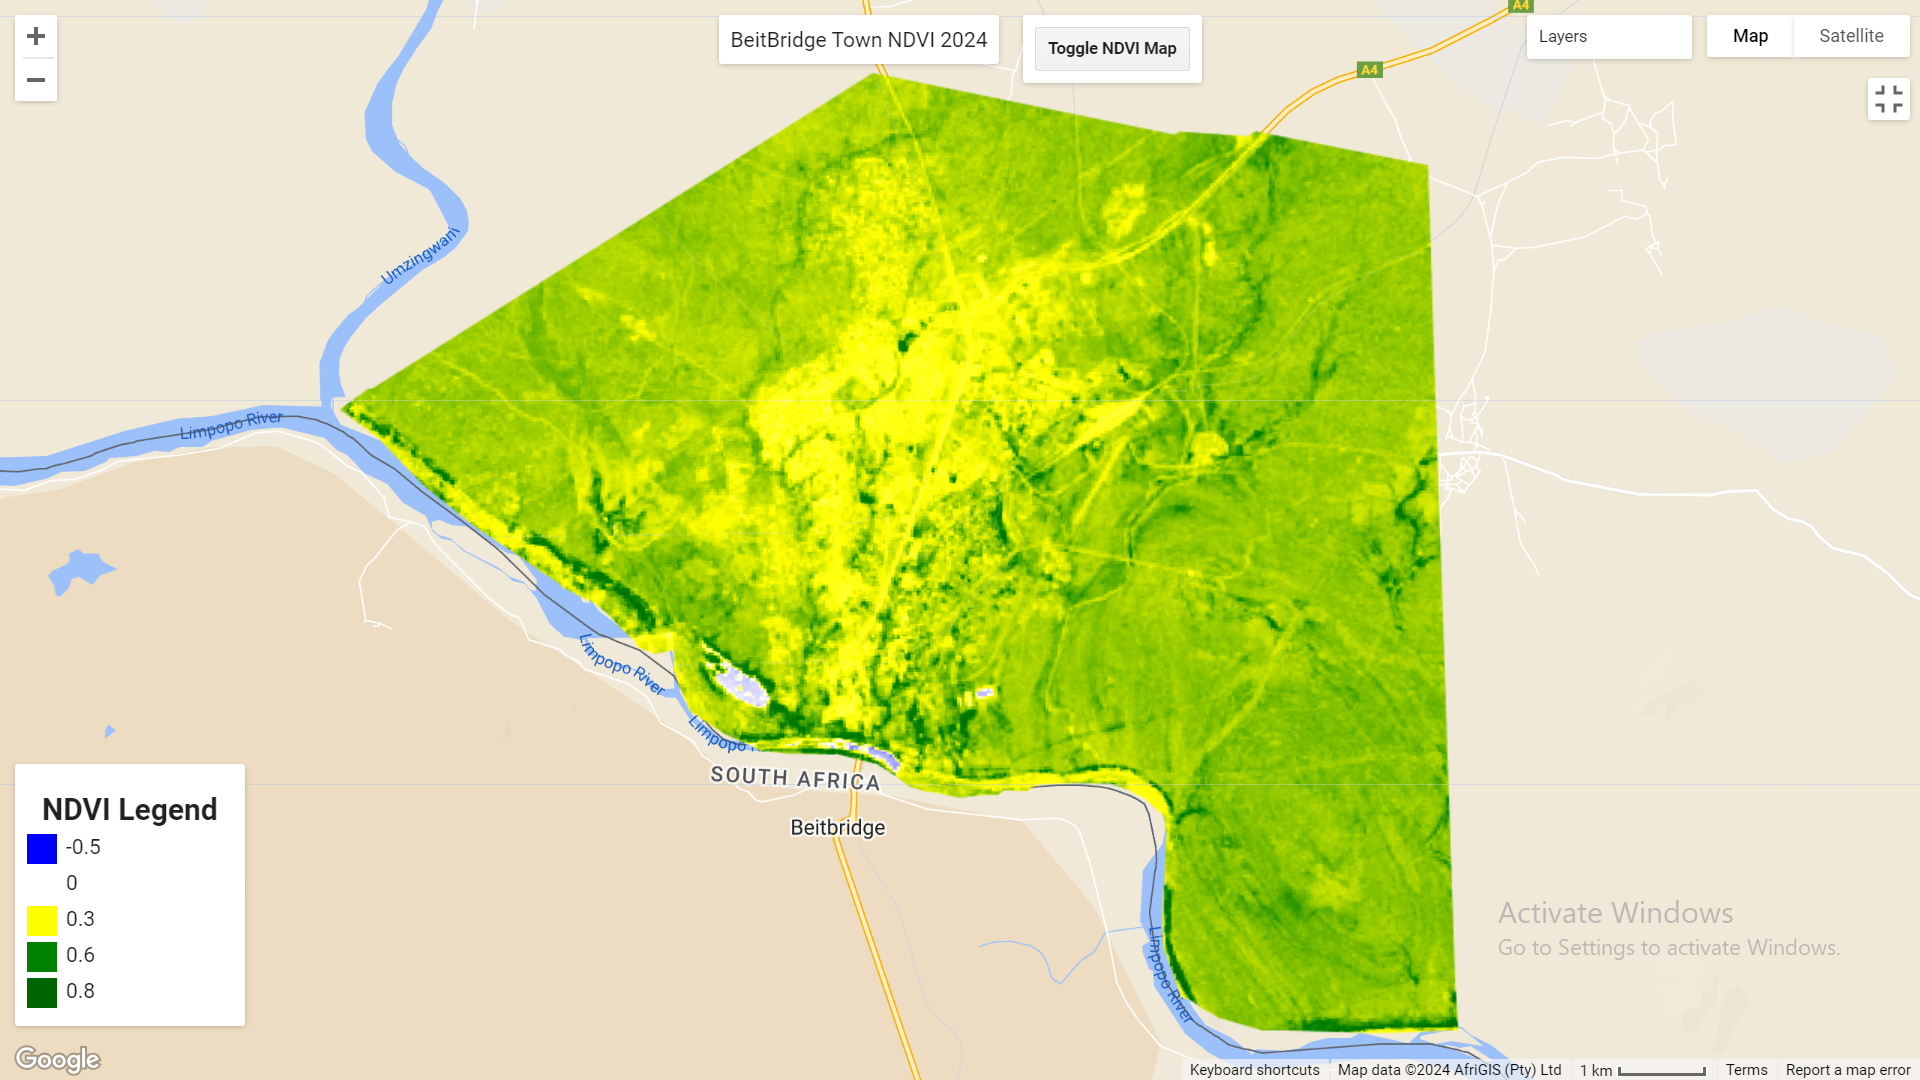 A4
BeitBridge Town NDVI 2024
Toggle NDVI Map
Layers
Map
Satellite
A4
Umzingwani
Limpopo River
Limpopo River
Limpopo
SOUTH AFRICA
Beitbridge
Limpopo River
NDVI Legend
-0.5
0
0.3
0.6
0.8
Activate Windows
Go to Settings to activate Windows.
Google
Keyboard shortcuts
Map data ©2024 AfriGIS (Pty) Ltd
1 km
Terms
Report a map error